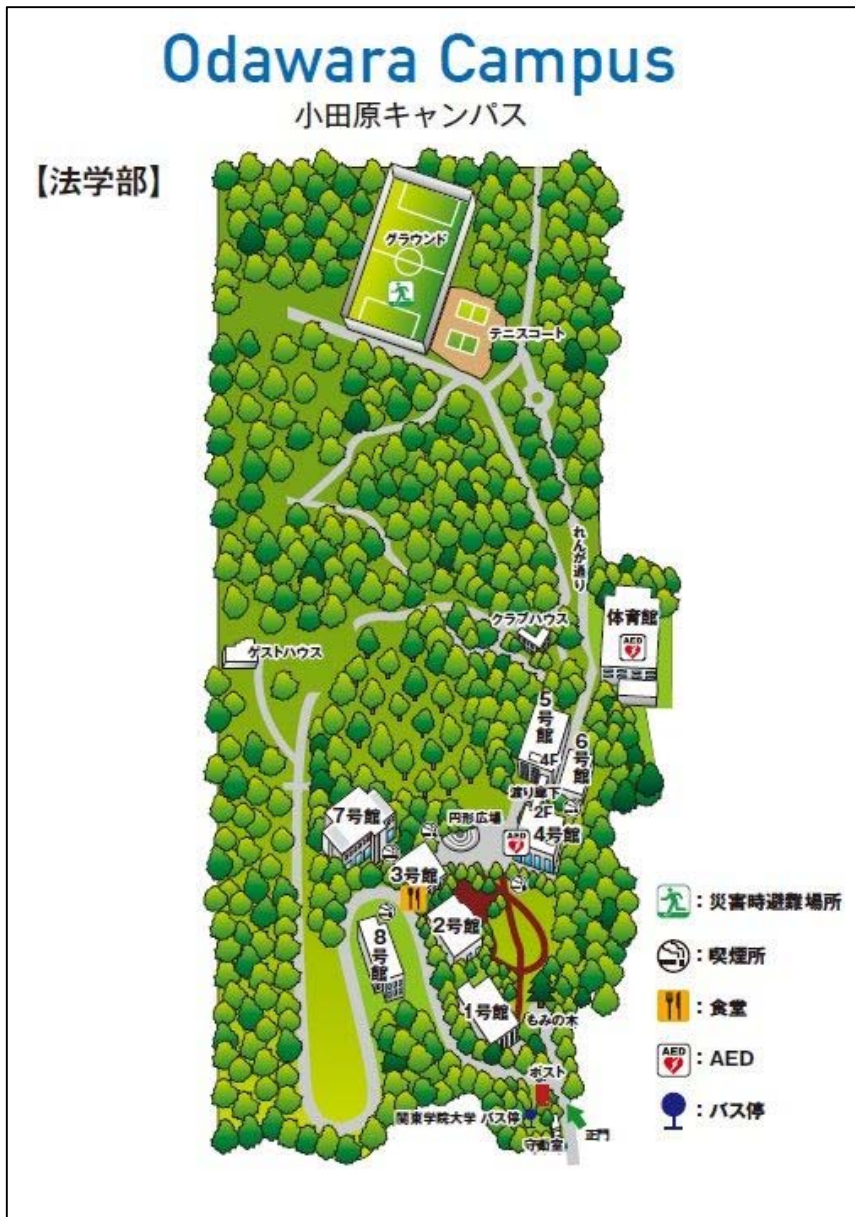 Odawara Campus
小田原キャンパス
【法学部】
グラウンド
テニスコート
れんが通り
クラブハウス
体育館
AED
ゲストハウス
5号館
4F
6号館
渡り廊下
2F
4号館
AED
円形広場
7号館
3号館
2号館
8号館
1号館
もみの木
ポスト
関東学院大学 バス停
守衛室
正門
：災害時避難場所
：喫煙所
：食堂
AED
：AED
：バス停